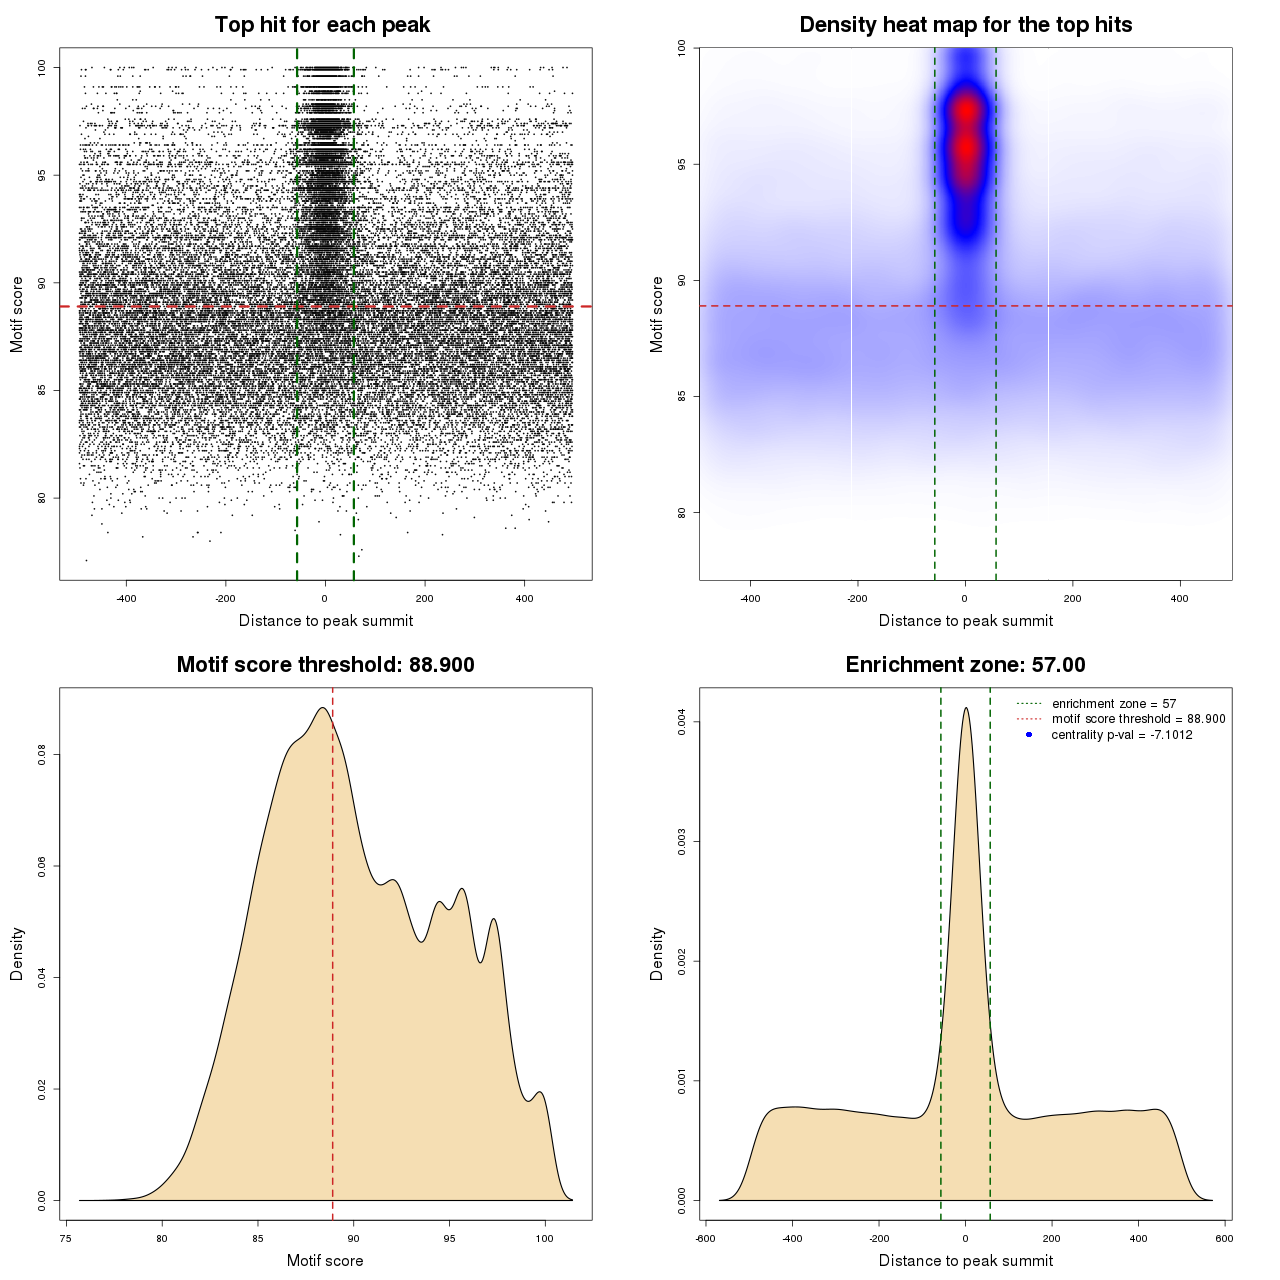 Top hit for each peak
Motif score
80
85
90
95
100
-400
-200
0
200
400
Distance to peak summit
Density heat map for the top hits
Motif score
80
85
90
95
100
-400
-200
0
200
400
Distance to peak summit
Motif score threshold: 88.900
Density
0.00
0.02
0.04
0.06
0.08
75
80
85
90
95
100
Motif score
Enrichment zone: 57.00
enrichment zone = 57
motif score threshold = 88.900
centrality p-val = -7.1012
Density
0.000
0.001
0.002
0.003
0.004
-600
-400
-200
0
200
400
600
Distance to peak summit